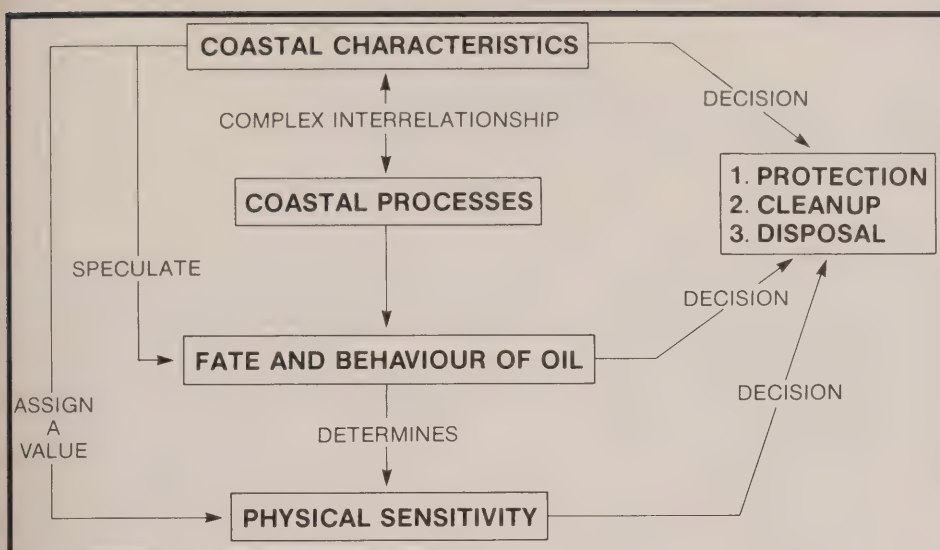 COASTAL CHARACTERISTICS
DECISION
COMPLEX INTERRELATIONSHIP
1. PROTECTION
2. CLEANUP
3. DISPOSAL
COASTAL PROCESSES
SPECULATE
DECISION
FATE AND BEHAVIOUR OF OIL
DECISION
ASSIGN
A
VALUE
DETERMINES
PHYSICAL SENSITIVITY